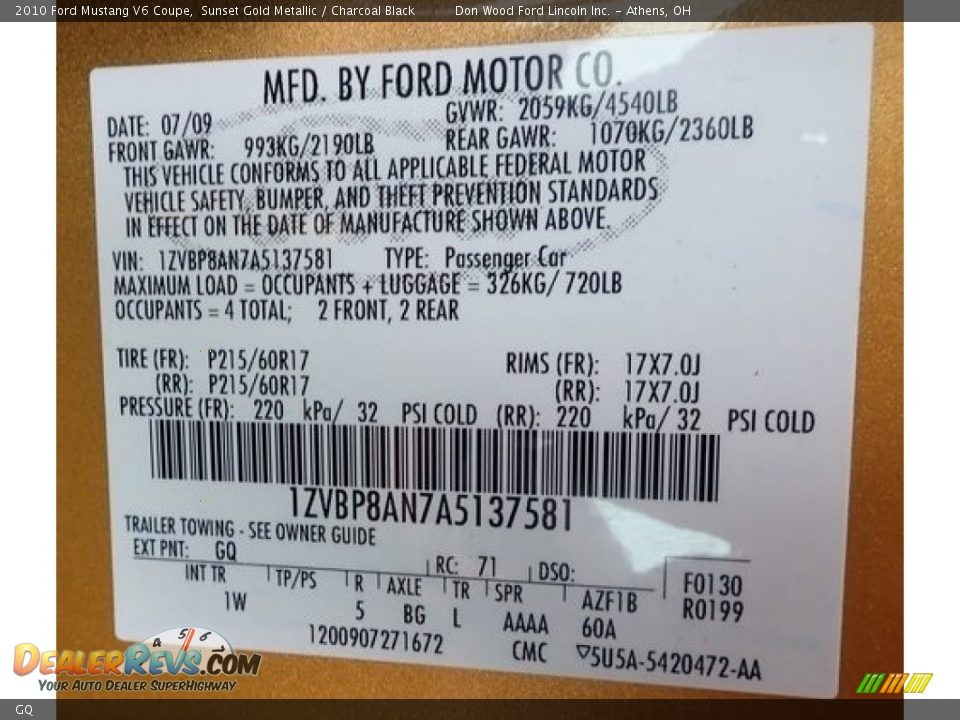 2010 Ford Mustang V6 Coupe, Sunset Gold Metallic / Charcoal Black Don Wood Ford Lincoln Inc. - Athens, OH
MFD. BY FORD MOTOR CO.
DATE: 07/09 GVWR: 2059KG/4540LB
FRONT GAWR: 993KG/2190LB REAR GAWR: 1070KG/2360LB
THIS VEHICLE CONFORMS TO ALL APPLICABLE FEDERAL MOTOR
VEHICLE SAFETY, BUMPER, AND THEFT PREVENTION STANDARDS
IN EFFECT ON THE DATE OF MANUFACTURE SHOWN ABOVE.
VIN: 1ZVBP8AN7A5137581 TYPE: Passenger Car
MAXIMUM LOAD = OCCUPANTS + LUGGAGE = 326KG/ 720LB
OCCUPANTS = 4 TOTAL; 2 FRONT, 2 REAR
TIRE (FR): P215/60R17 RIMS (FR): 17X7.0J
(RR): P215/60R17 (RR): 17X7.0J
PRESSURE (FR): 220 kPa/ 32 PSI COLD (RR): 220 kPa/ 32 PSI COLD
1ZVBP8AN7A5137581
TRAILER TOWING - SEE OWNER GUIDE
EXT PNT: GQ RC: 71 DSO:
INT TR TP/PS R AXLE TR SPR F0130
1W 5 BG L AAAA AZF1B R0199
60A
1200907271672 CMC ▽5U5A-5420472-AA
4 5 6
DEALERREVS.COM
YOUR AUTO DEALER SUPERHIGHWAY
GQ